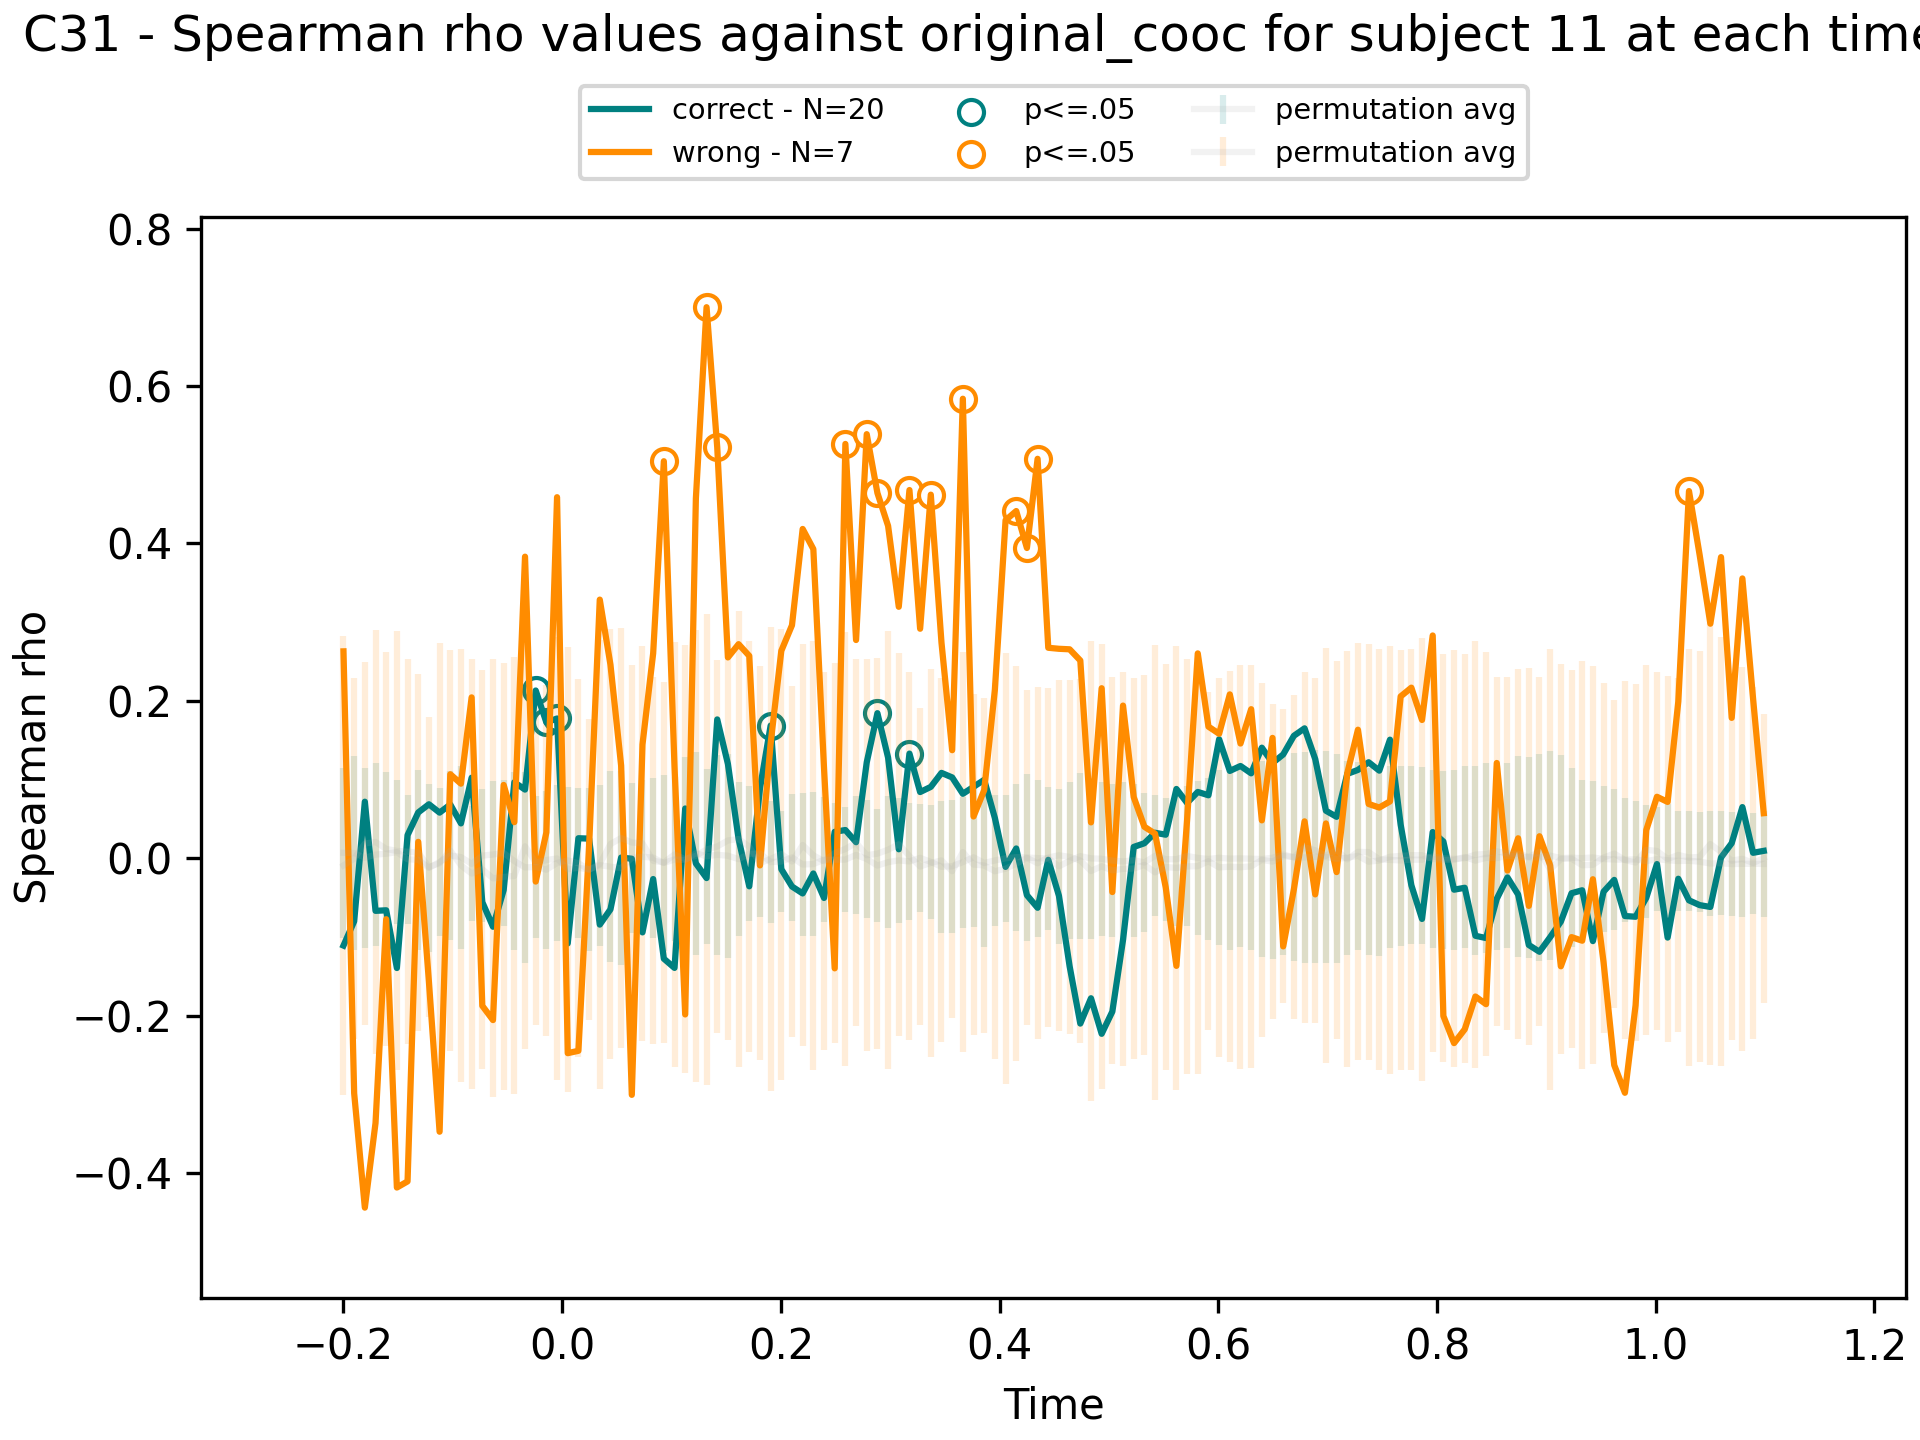 C31 - Spearman rho values against original_cooc for subject 11 at each time
correct - N=20
wrong - N=7
p<=.05
p<=.05
permutation avg
permutation avg
Spearman rho
0.8
0.6
0.4
0.2
0.0
−0.2
−0.4
−0.2
0.0
0.2
0.4
0.6
0.8
1.0
1.2
Time